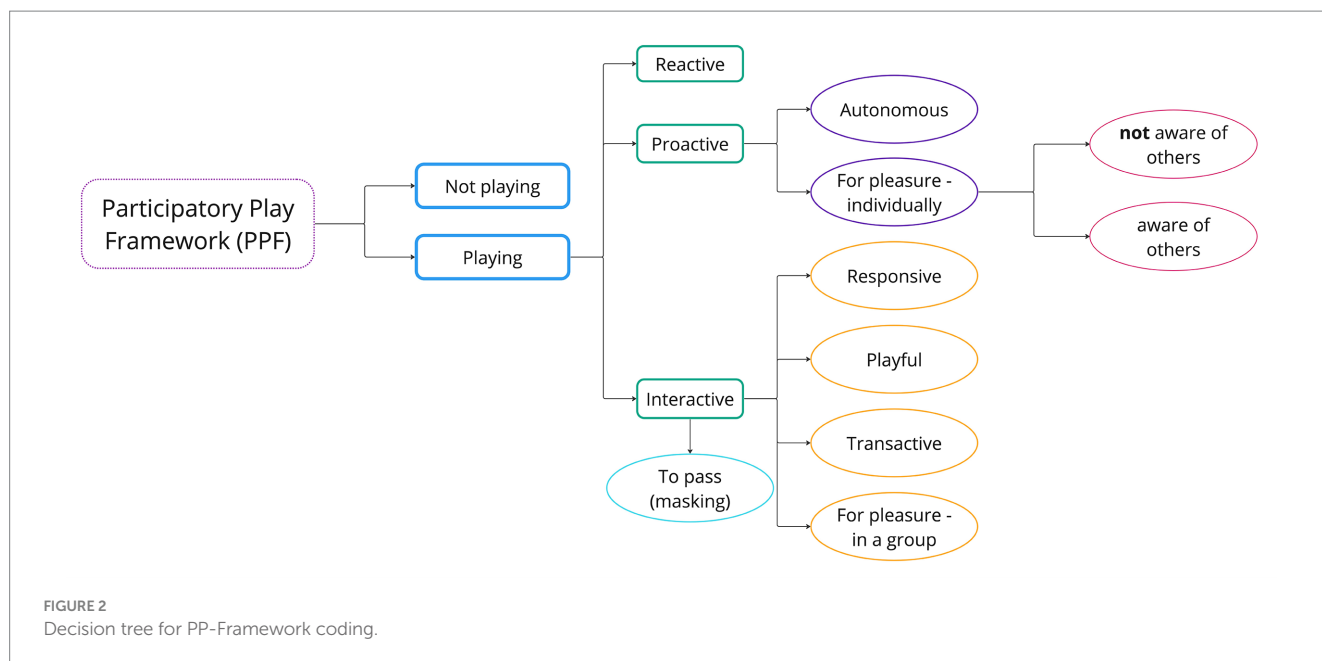 Participatory Play
Framework (PPF)
Not playing
Playing
Reactive
Proactive
Interactive
To pass
(masking)
Autonomous
For pleasure -
individually
Responsive
Playful
Transactive
For pleasure -
in a group
not aware of
others
aware of
others
FIGURE 2
Decision tree for PP-Framework coding.